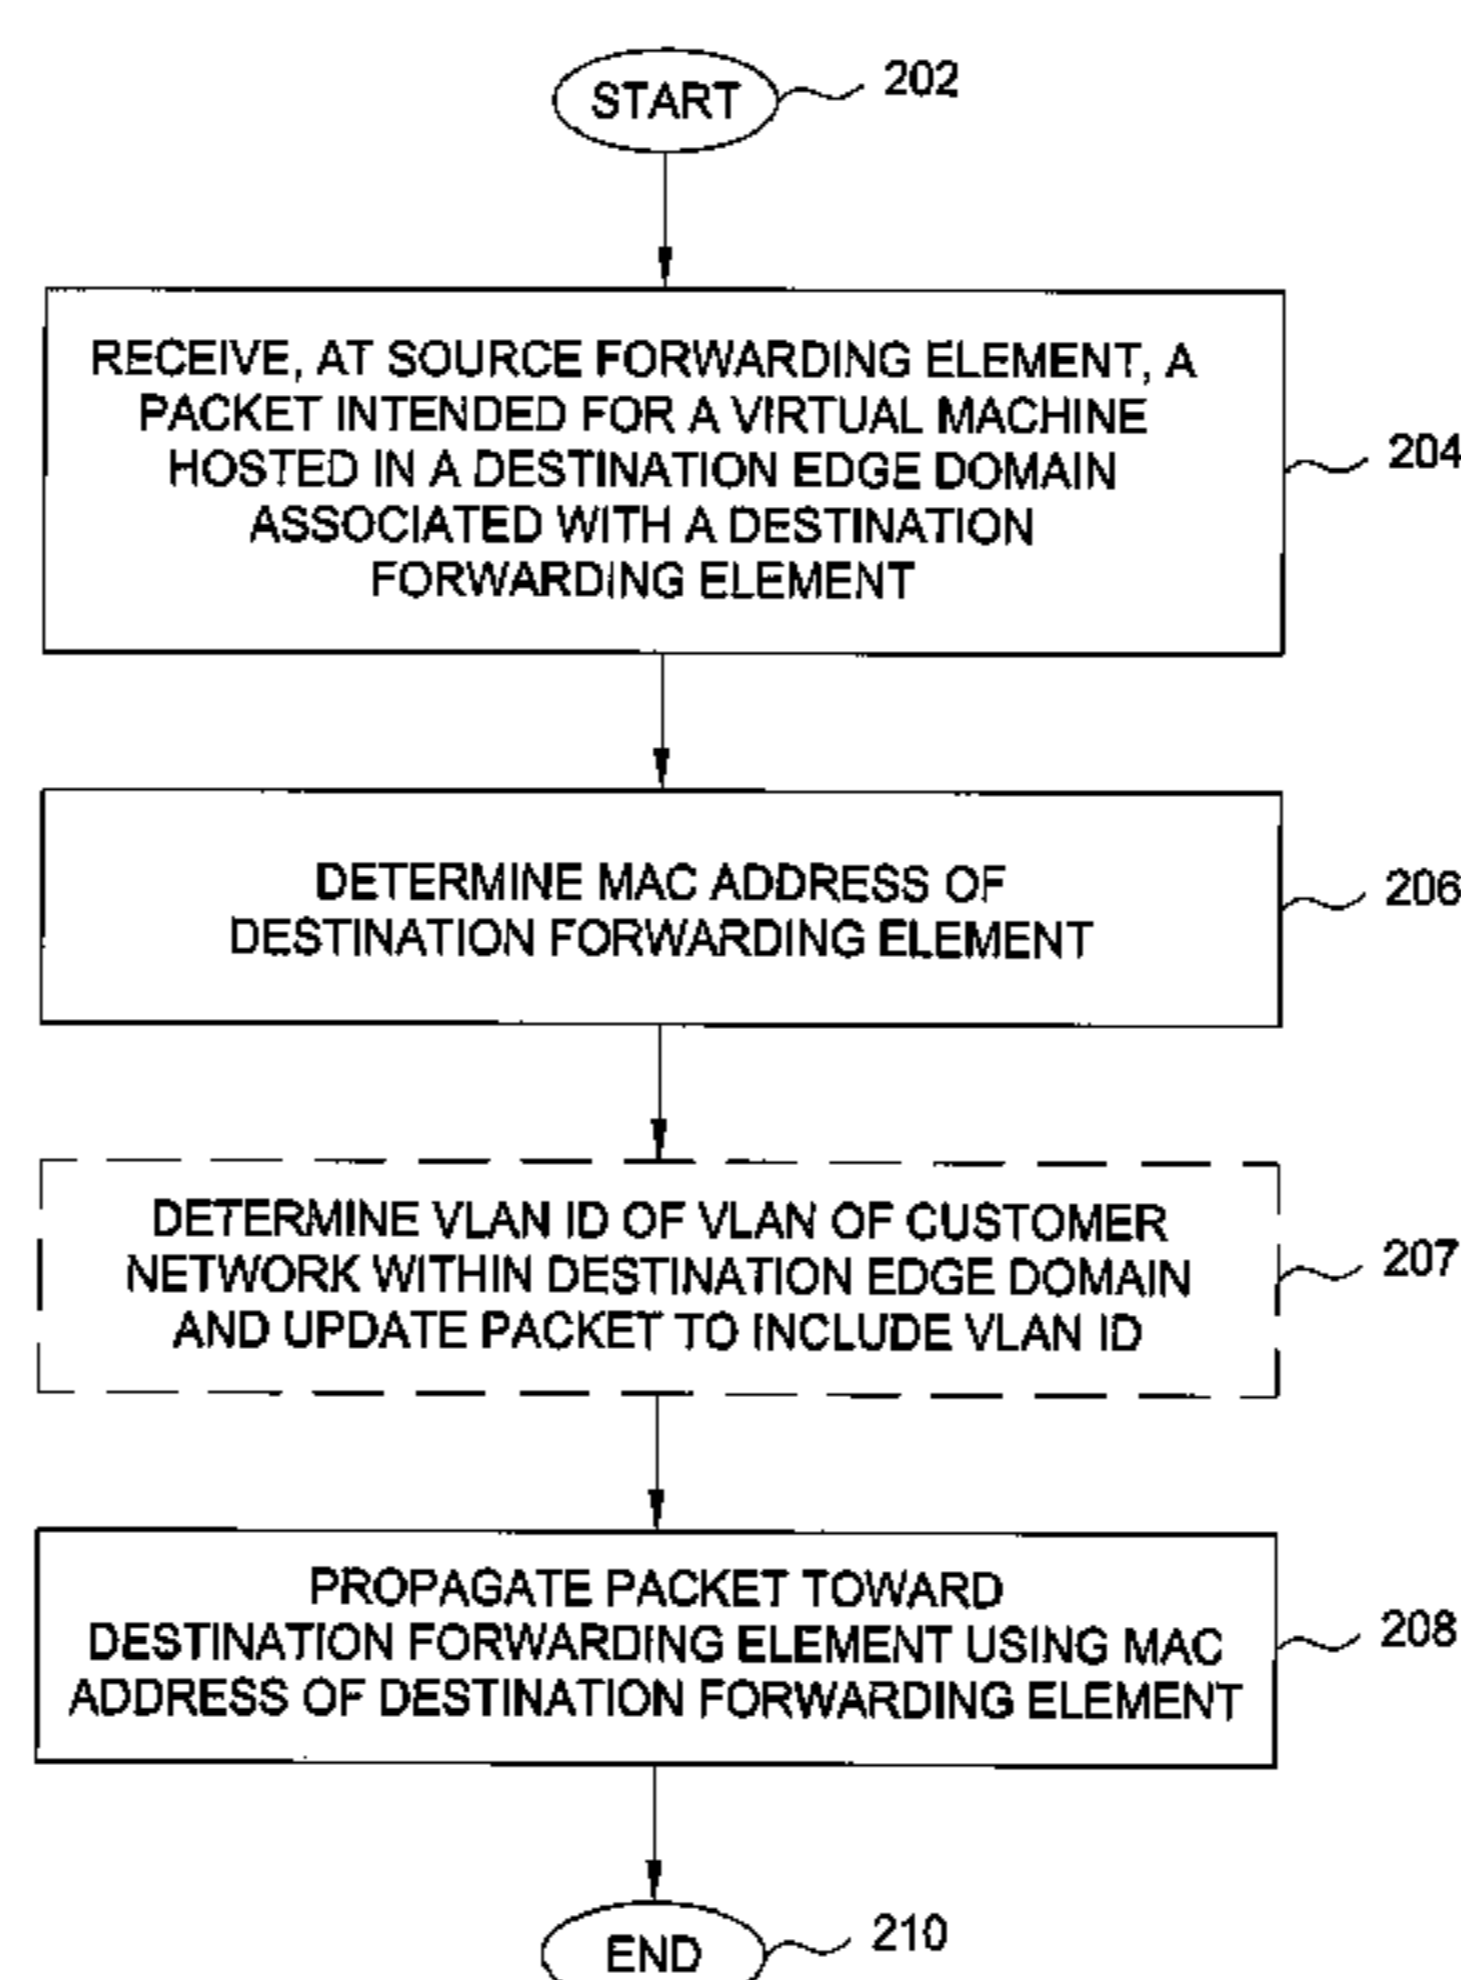 START
202
RECEIVE, AT SOURCE FORWARDING ELEMENT, A
PACKET INTENDED FOR A VIRTUAL MACHINE
HOSTED IN A DESTINATION EDGE DOMAIN
ASSOCIATED WITH A DESTINATION
FORWARDING ELEMENT
204
DETERMINE MAC ADDRESS OF
DESTINATION FORWARDING ELEMENT
206
DETERMINE VLAN ID OF VLAN OF CUSTOMER
NETWORK WITHIN DESTINATION EDGE DOMAIN
AND UPDATE PACKET TO INCLUDE VLAN ID
207
PROPAGATE PACKET TOWARD
DESTINATION FORWARDING ELEMENT USING MAC
ADDRESS OF DESTINATION FORWARDING ELEMENT
208
END
210